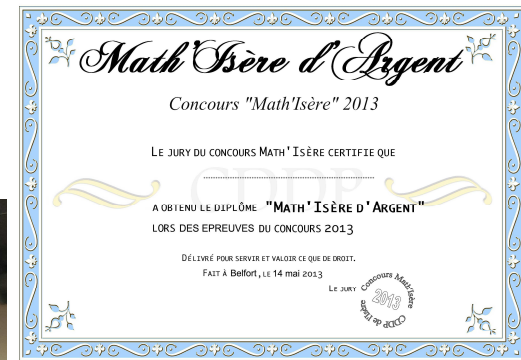 Math'Isère d'Argent
Concours "Math'Isère" 2013
LE JURY DU CONCOURS MATH'ISÈRE CERTIFIE QUE
CDDP
A OBTENU LE DIPLÔME "MATH'ISÈRE D'ARGENT"
LORS DES EPREUVES DU CONCOURS 2013
DÉLIVRÉ POUR SERVIR ET VALOIR CE QUE DE DROIT.
FAIT À Belfort, LE 14 mai 2013
LE JURY
Concours Math'Isère
2013
CDDP de l'Isère